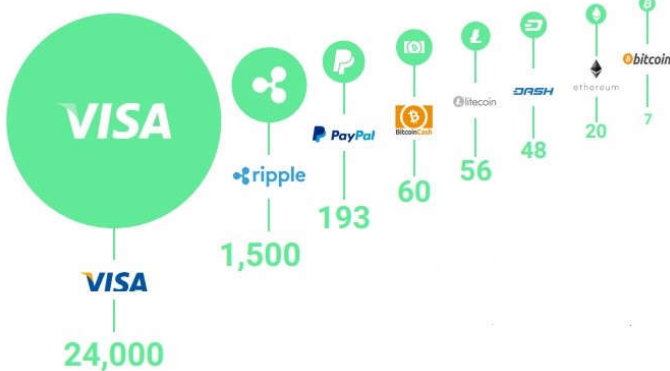 VISA
VISA
24,000
ripple
1,500
PayPal
193
BitcoinCash
60
litecoin
56
DASH
48
ethereum
20
bitcoin
7